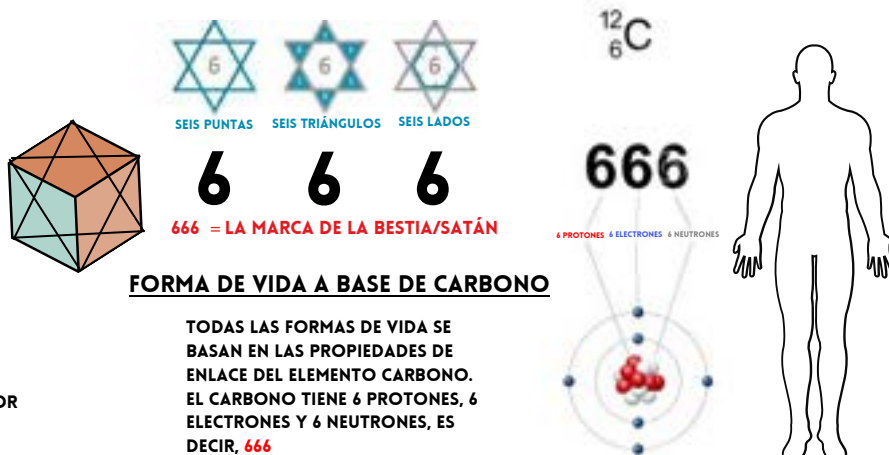 12
6 C
6 6 6
SEIS PUNTAS SEIS TRIÁNGULOS SEIS LADOS
6 6 6
666 = LA MARCA DE LA BESTIA/SATÁN
666
6 PROTONES 6 ELECTRONES 6 NEUTRONES
FORMA DE VIDA A BASE DE CARBONO
TODAS LAS FORMAS DE VIDA SE
BASAN EN LAS PROPIEDADES DE
ENLACE DEL ELEMENTO CARBONO.
EL CARBONO TIENE 6 PROTONES, 6
ELECTRONES Y 6 NEUTRONES, ES
DECIR, 666
OR